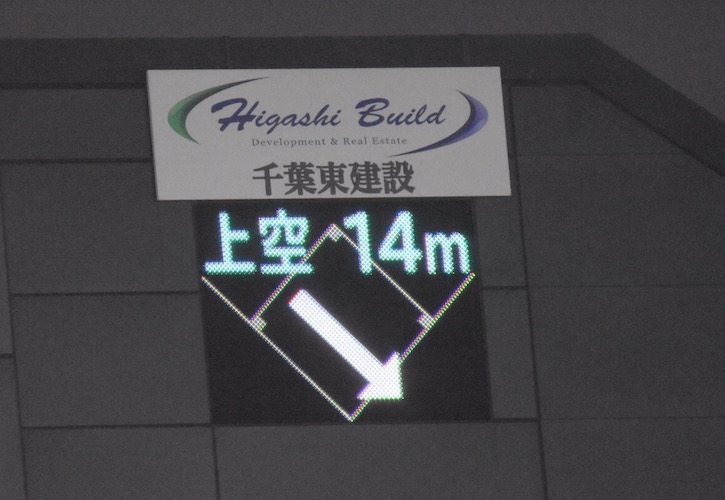 Higashi Build
Development & Real Estate
千葉東建設
上空 14m